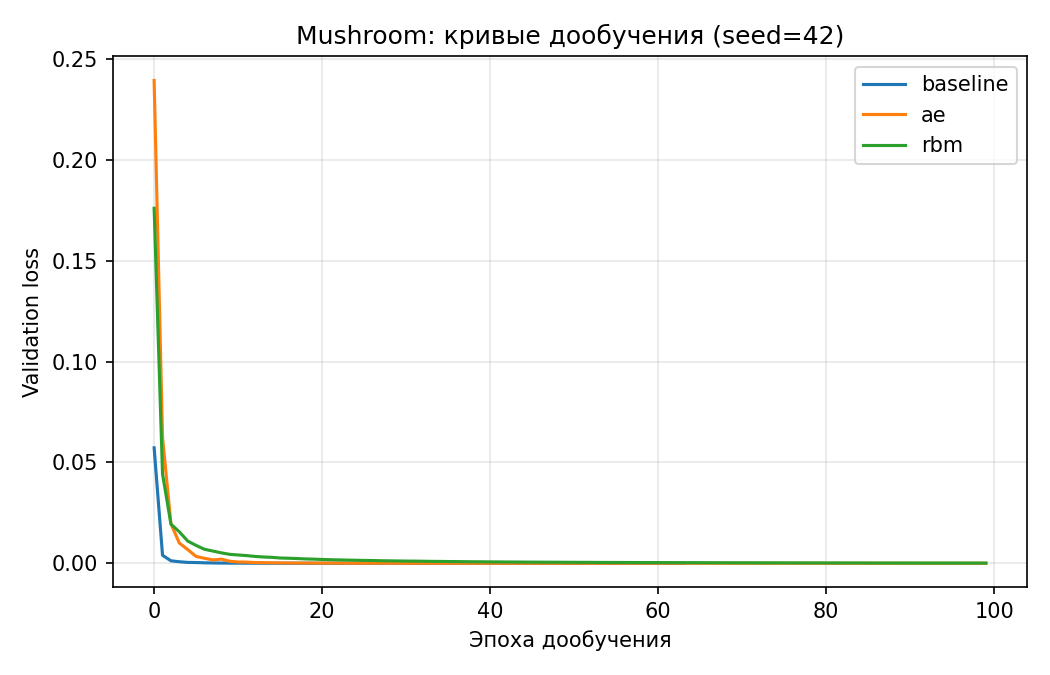 Mushroom: кривые дообучения (seed=42)
baseline
ae
rbm
Validation loss
0.25
0.20
0.15
0.10
0.05
0.00
0 20 40 60 80 100
Эпоха дообучения